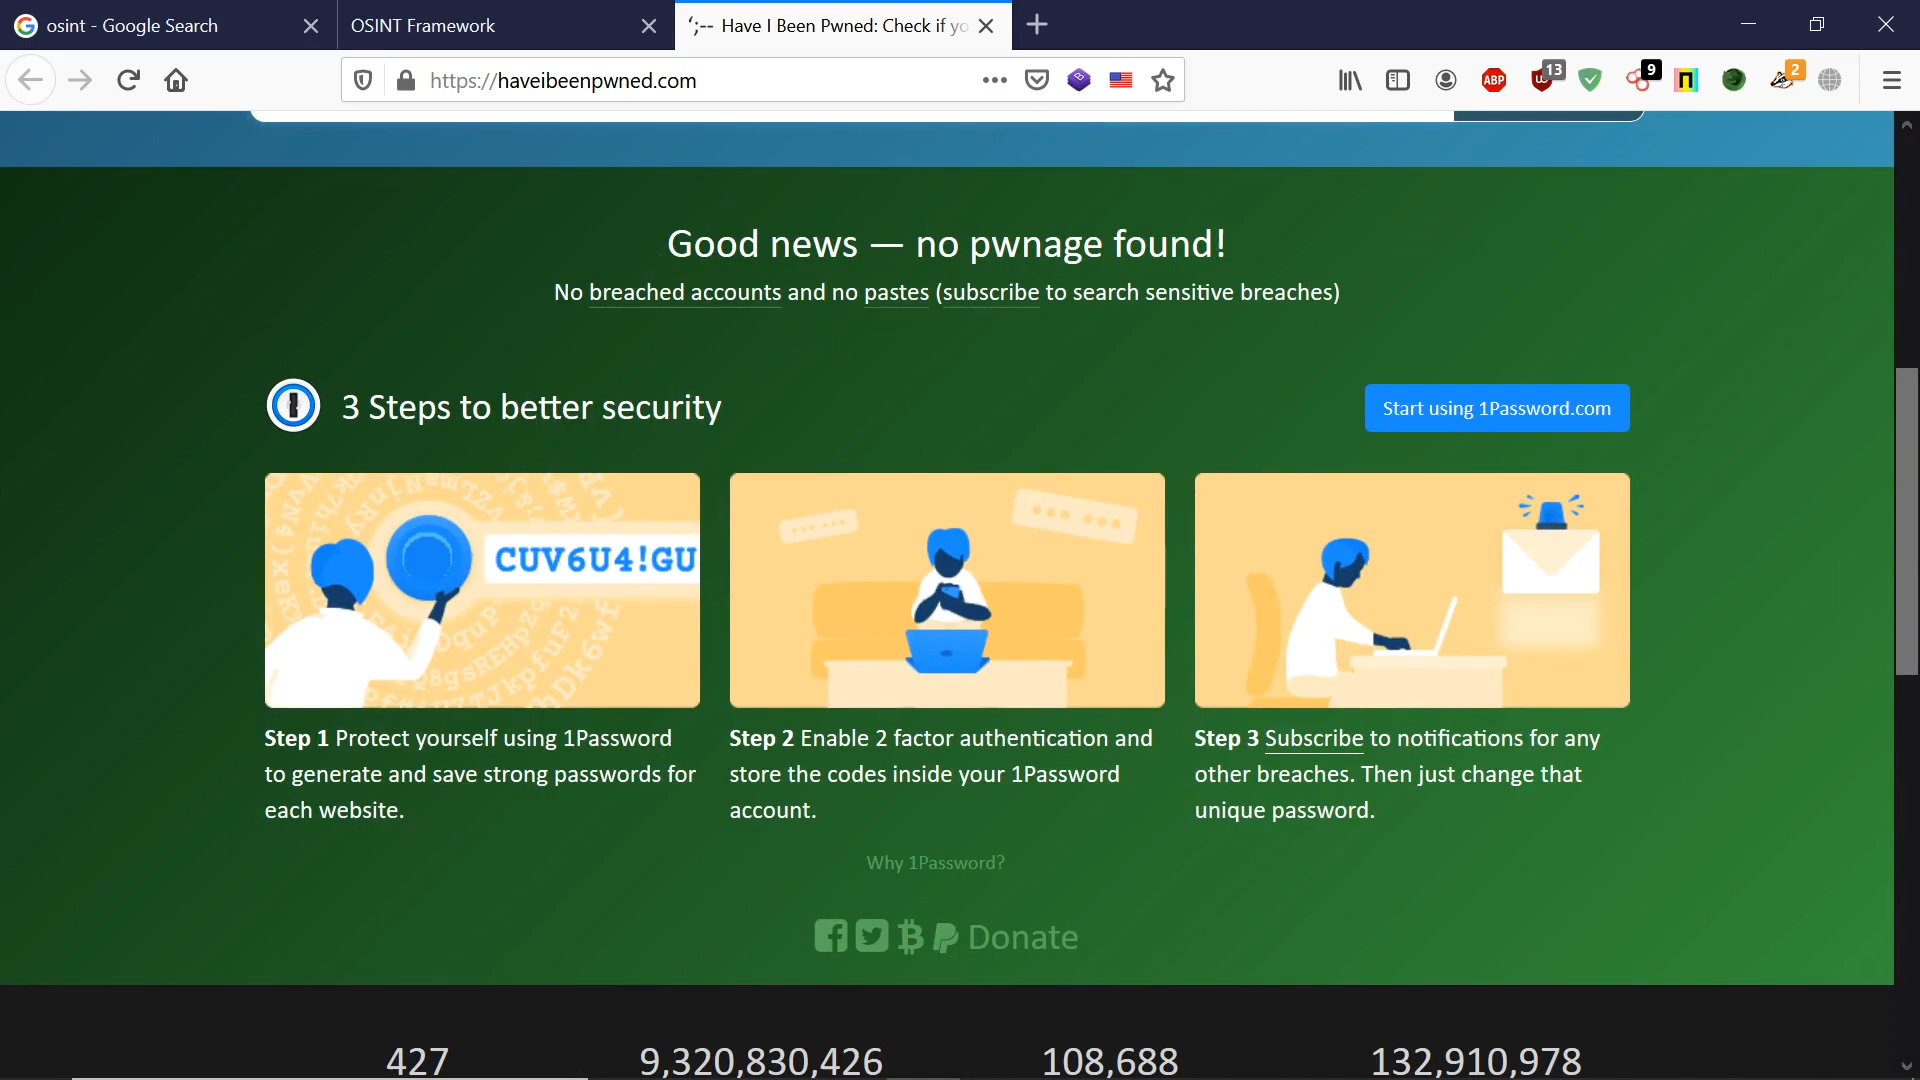 osint - Google Search
OSINT Framework
Have I Been Pwned: Check if yo
https://haveibeenpwned.com
ABP
13
9
2
Good news — no pwnage found!
No breached accounts and no pastes (subscribe to search sensitive breaches)
3 Steps to better security
Start using 1Password.com
CUV6U4!GU
Step 1 Protect yourself using 1Password
to generate and save strong passwords for
each website.
Step 2 Enable 2 factor authentication and
store the codes inside your 1Password
account.
Step 3 Subscribe to notifications for any
other breaches. Then just change that
unique password.
Why 1Password?
Donate
427
9,320,830,426
108,688
132,910,978